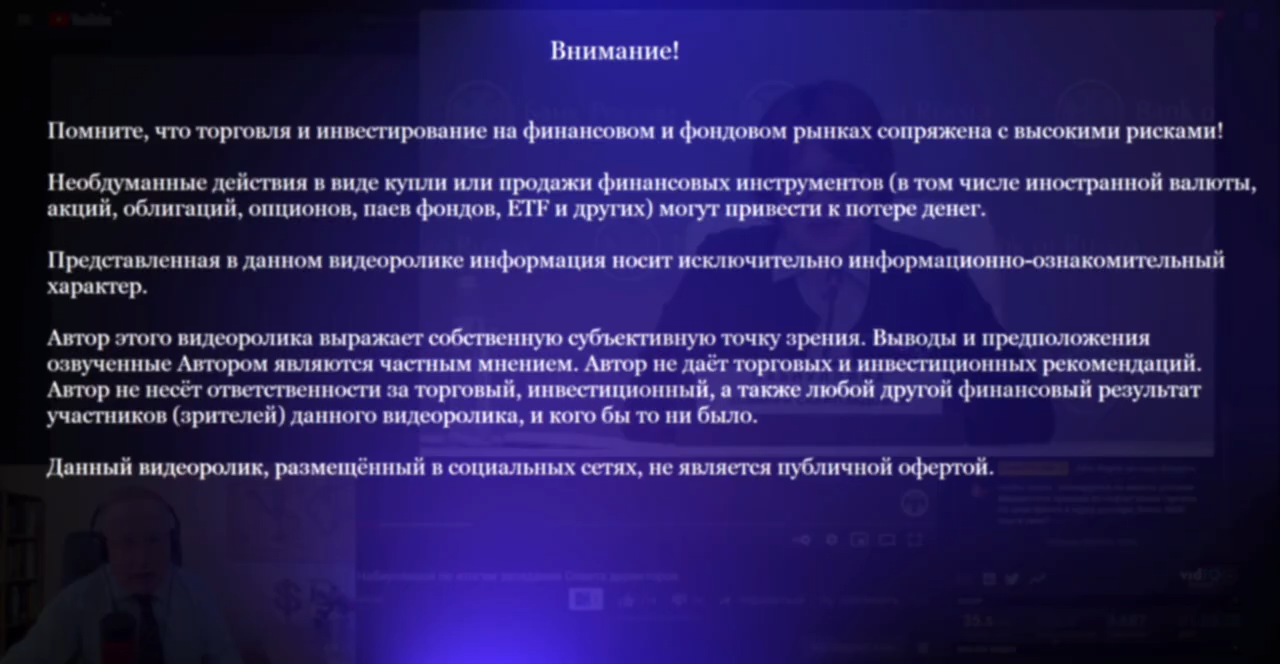 Внимание!
Помните, что торговля и инвестирование на финансовом и фондовом рынках сопряжена с высокими рисками!
Необдуманные действия в виде купли или продажи финансовых инструментов (в том числе иностранной валюты,
акций, облигаций, опционов, паев фондов, ETF и других) могут привести к потере денег.
Представленная в данном видеоролике информация носит исключительно информационно-ознакомительный
характер.
Автор этого видеоролика выражает собственную субъективную точку зрения. Выводы и предположения
озвученные Автором являются частным мнением. Автор не даёт торговых и инвестиционных рекомендаций.
Автор не несёт ответственности за торговый, инвестиционный, а также любой другой финансовый результат
участников (зрителей) данного видеоролика, и кого бы то ни было.
Данный видеоролик, размещённый в социальных сетях, не является публичной офертой.